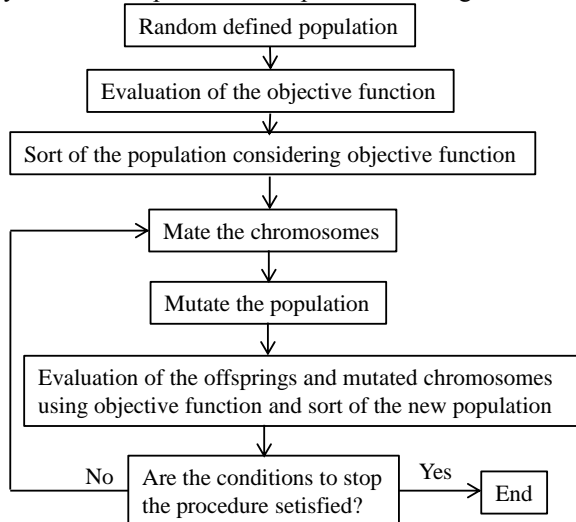 Random defined population
Evaluation of the objective function
Sort of the population considering objective function
Mate the chromosomes
Mutate the population
Evaluation of the offsprings and mutated chromosomes
using objective function and sort of the new population
No
Are the conditions to stop
the procedure setisfied?
Yes
End